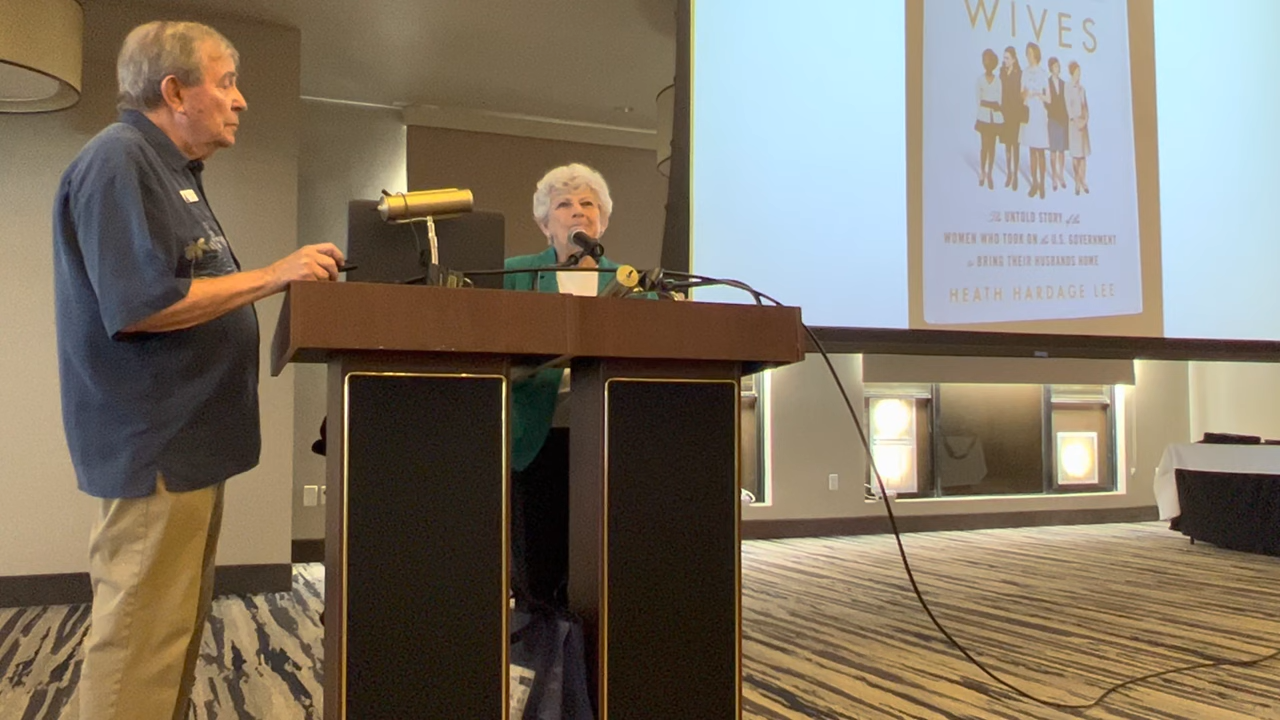 WIVES
The UNTOLD STORY of the
WOMEN WHO TOOK ON the U.S. GOVERNMENT
to BRING THEIR HUSBANDS HOME
HEATH HARDAGE LEE